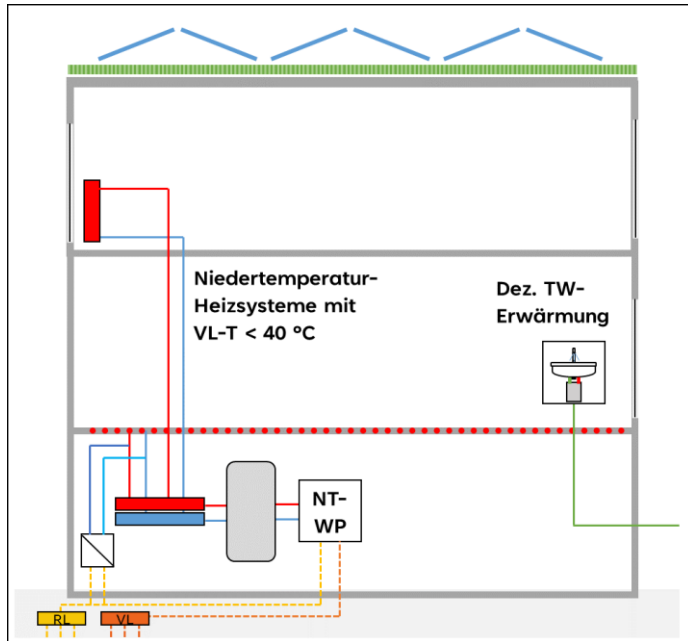 Niedertemperatur-
Heizsysteme mit
VL-T < 40 °C
Dez. TW-
Erwärmung
NT-
WP
RL
VL